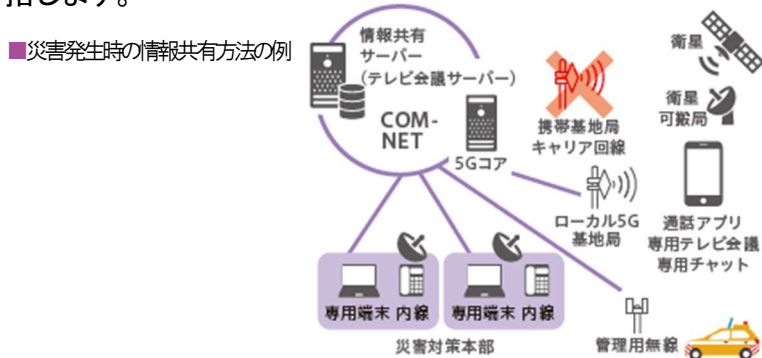 指します。
■災害発生時の情報共有方法の例
情報共有
サーバー
(テレビ会議サーバー)
COM-
NET
5Gコア
携帯基地局
キャリア回線
衛星
衛星
可搬局
ローカル5G
基地局
通話アプリ
専用テレビ会議
専用チャット
専用端末 内線
専用端末 内線
災害対策本部
管理用無線